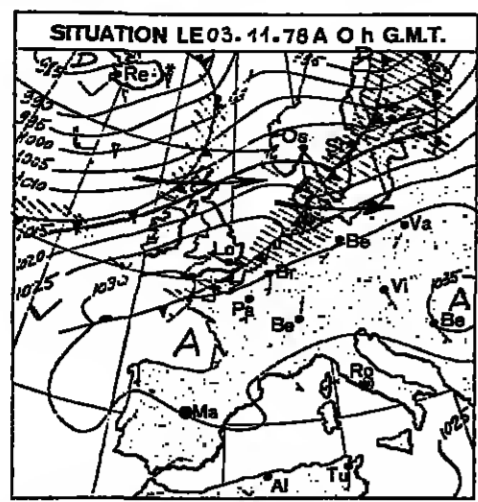 SITUATION LE 03.11.78 A 0 h G.M.T.
D
D
Re
995
1000
1005
1010
1015
1020
1025
1030
Os
Lo
Br
Be
Va
Pa
Be
Vi
1035
A
Be
A
Ro
Ma
1025
Al
Tu